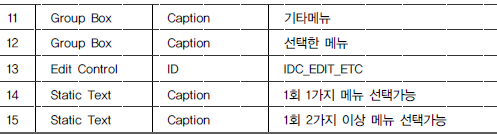 11 Group Box Caption 기타메뉴
12 Group Box Caption 선택한 메뉴
13 Edit Control ID IDC_EDIT_ETC
14 Static Text Caption 1회 1가지 메뉴 선택가능
15 Static Text Caption 1회 2가지 이상 메뉴 선택가능